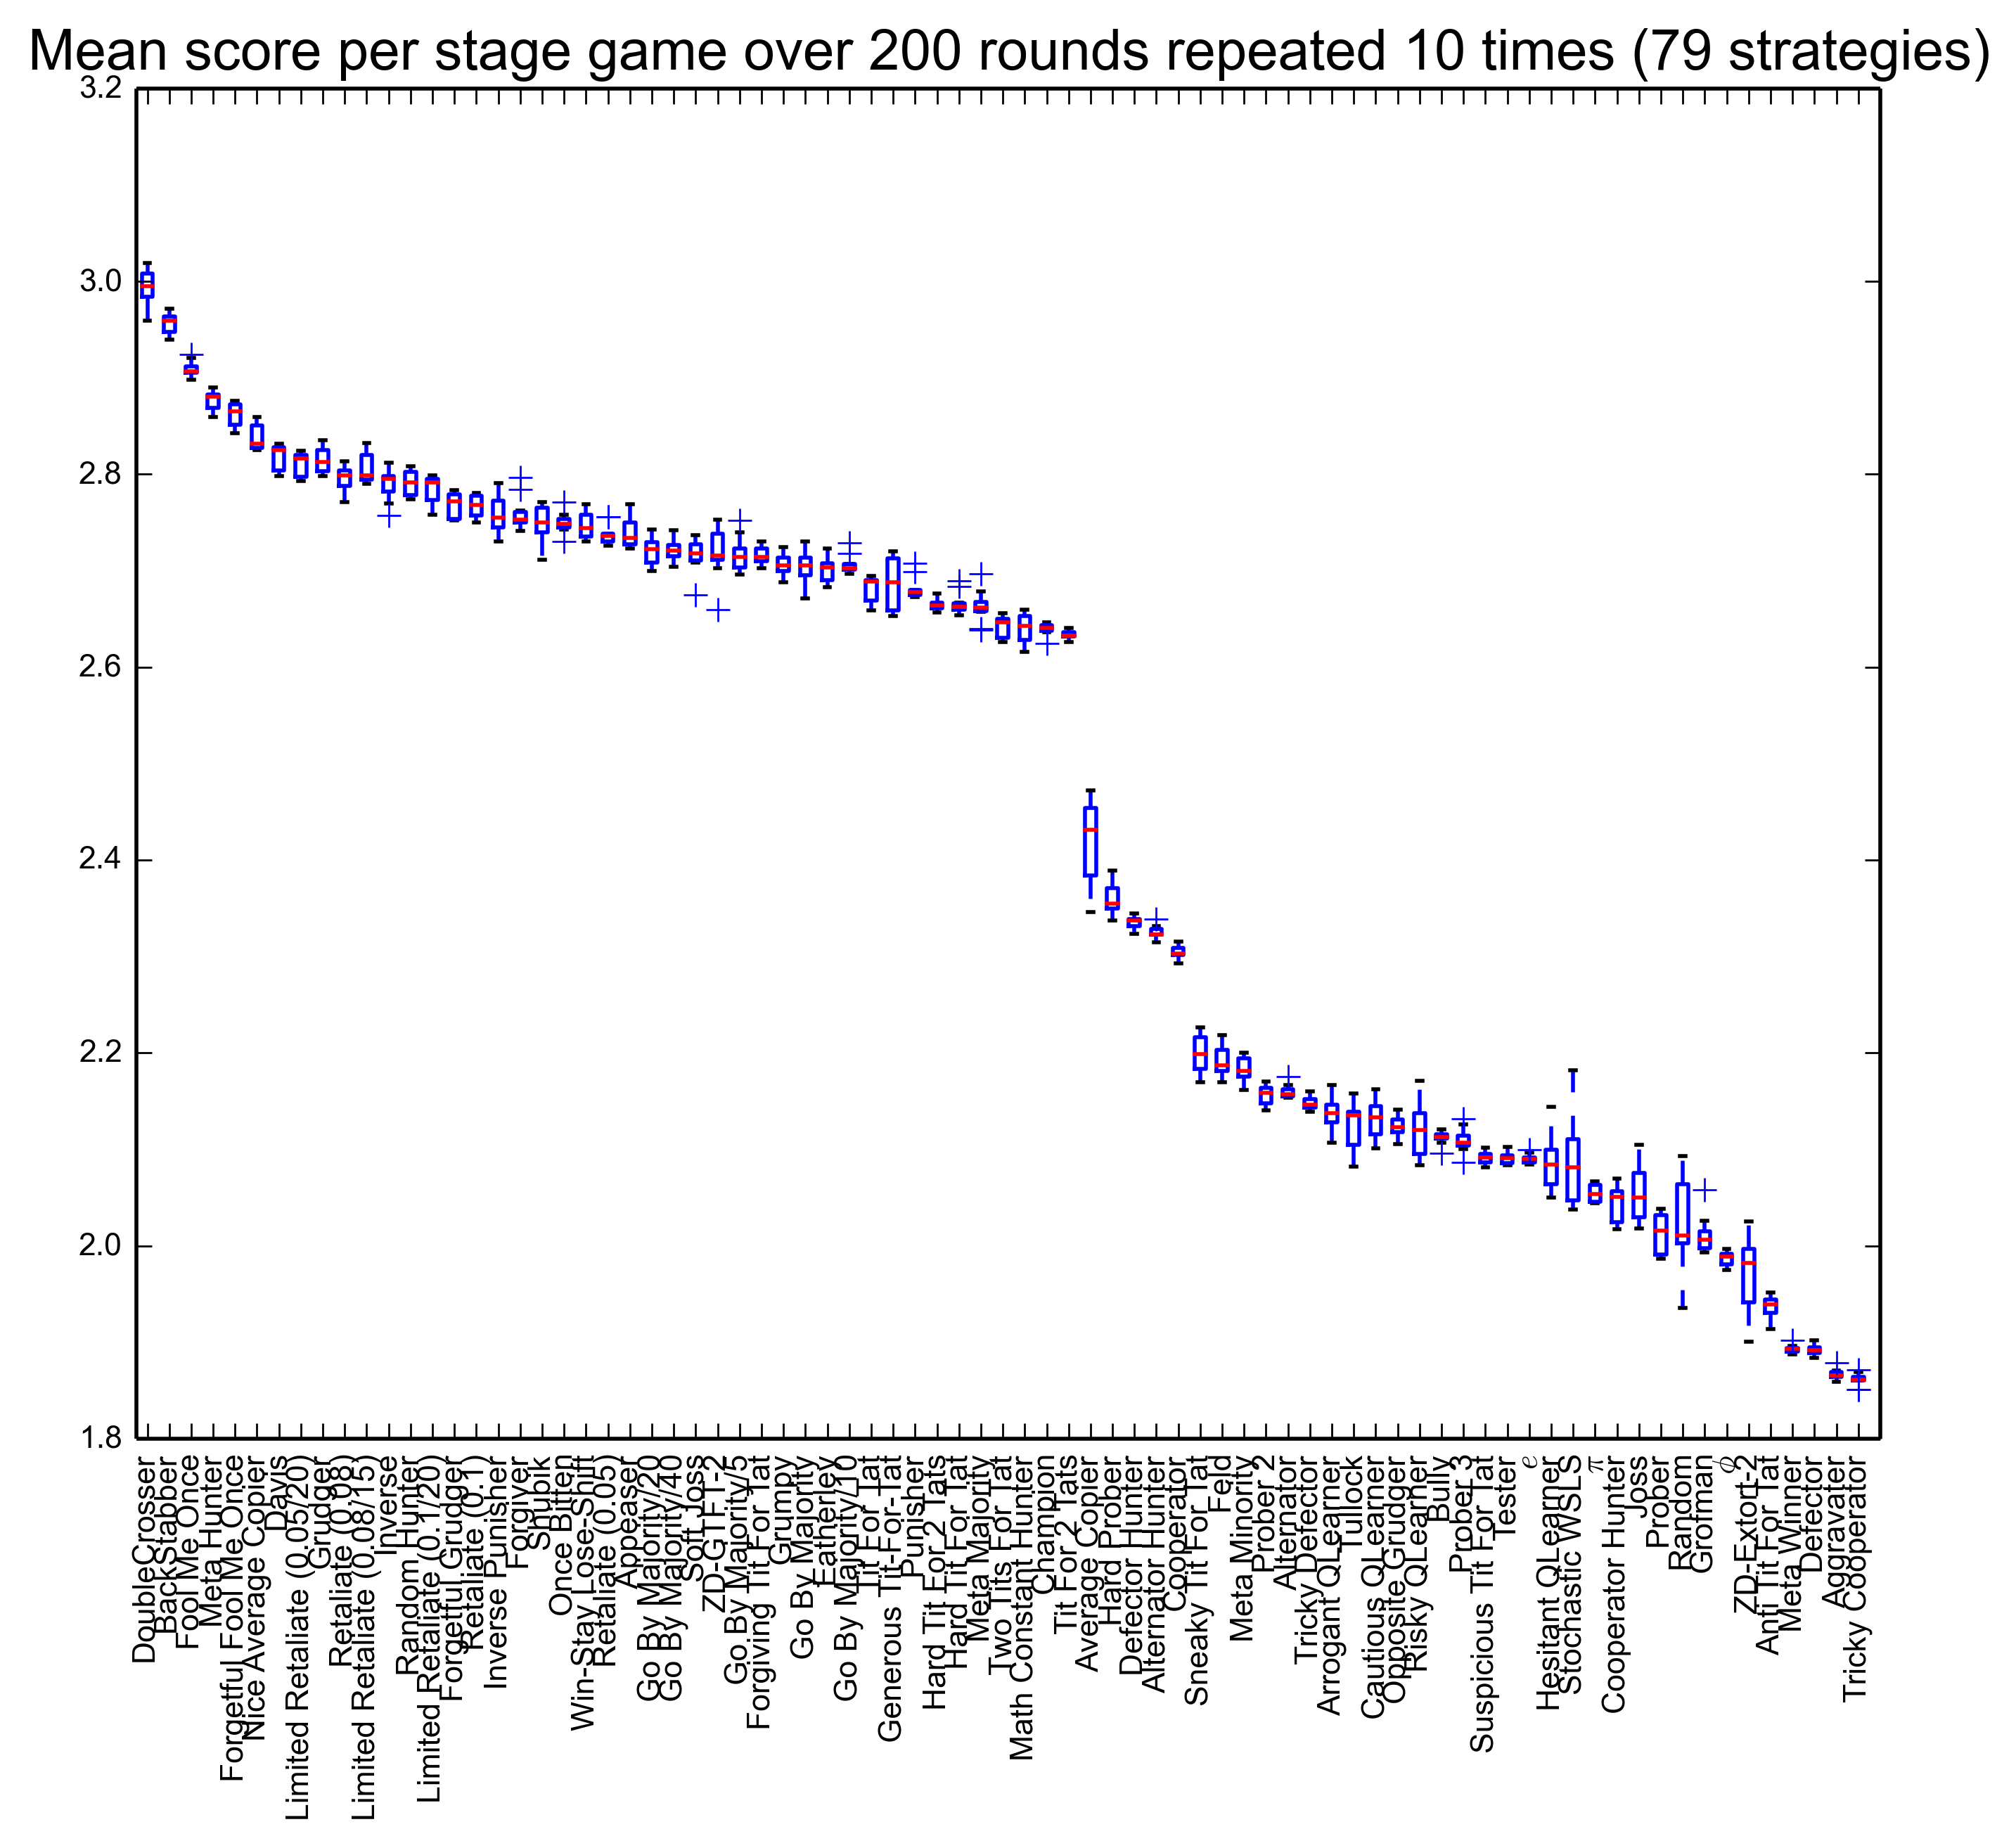 Mean score per stage game over 200 rounds repeated 10 times (79 strategies)
3.2
3.0
2.8
2.6
2.4
2.2
2.0
1.8
DoubleCrosser
BackStabber
Fool Me Once
Meta Hunter
Forgetful Fool Me Once
Nice Average Copier
Davis
Limited Retaliate (0.05/20)
Grudger
Retaliate (0.08)
Limited Retaliate (0.08/15)
Inverse
Random Hunter
Limited Retaliate (0.1/20)
Forgetful Grudger
Retaliate (0.1)
Inverse Punisher
Forgiver
Shubik
Once Bitten
Win-Stay Lose-Shift
Retaliate (0.05)
Appeaser
Go By Majority/20
Go By Majority/40
Soft Joss
ZD-GTFT-2
Go By Majority/5
Forgiving Tit For Tat
Grumpy
Go By Majority
Eatherley
Go By Majority/10
Tit For Tat
Generous Tit-For-Tat
Punisher
Hard Tit For 2 Tats
Hard Tit For Tat
Meta Majority
Two Tits For Tat
Math Constant Hunter
Champion
Tit For 2 Tats
Average Copier
Hard Prober
Defector Hunter
Alternator Hunter
Cooperator
Sneaky Tit For Tat
Feld
Meta Minority
Prober 2
Alternator
Tricky Defector
Arrogant QLearner
Tullock
Cautious QLearner
Opposite Grudger
Risky QLearner
Bully
Prober 3
Suspicious Tit For Tat
Tester
e
Hesitant QLearner
Stochastic WSLS
π
Cooperator Hunter
Joss
Prober
Random
Grofman
ϕ
ZD-Extort-2
Anti Tit For Tat
Meta Winner
Defector
Aggravater
Tricky Cooperator